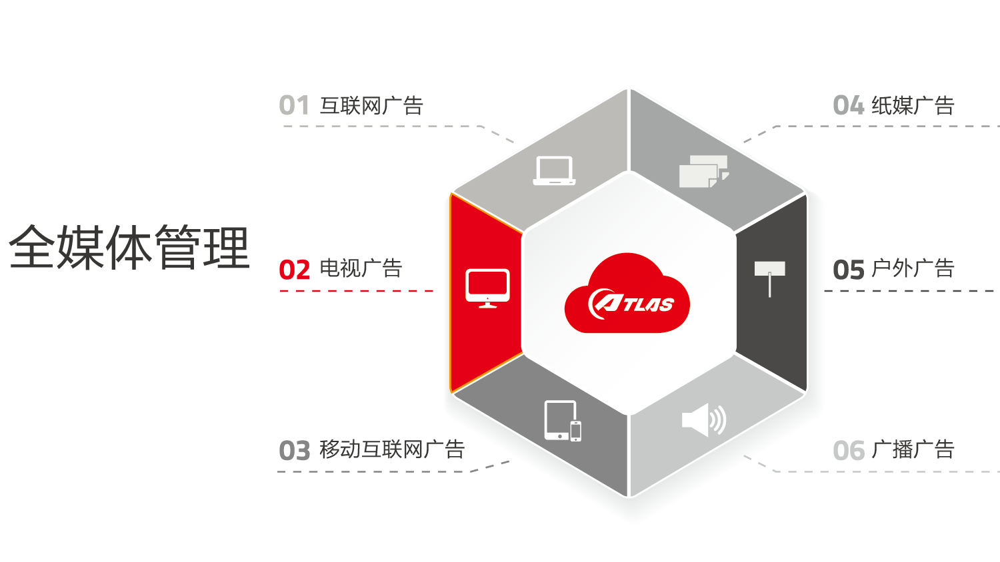 全媒体管理
01 互联网广告
02 电视广告
03 移动互联网广告
04 纸媒广告
05 户外广告
06 广播广告
ATLAS